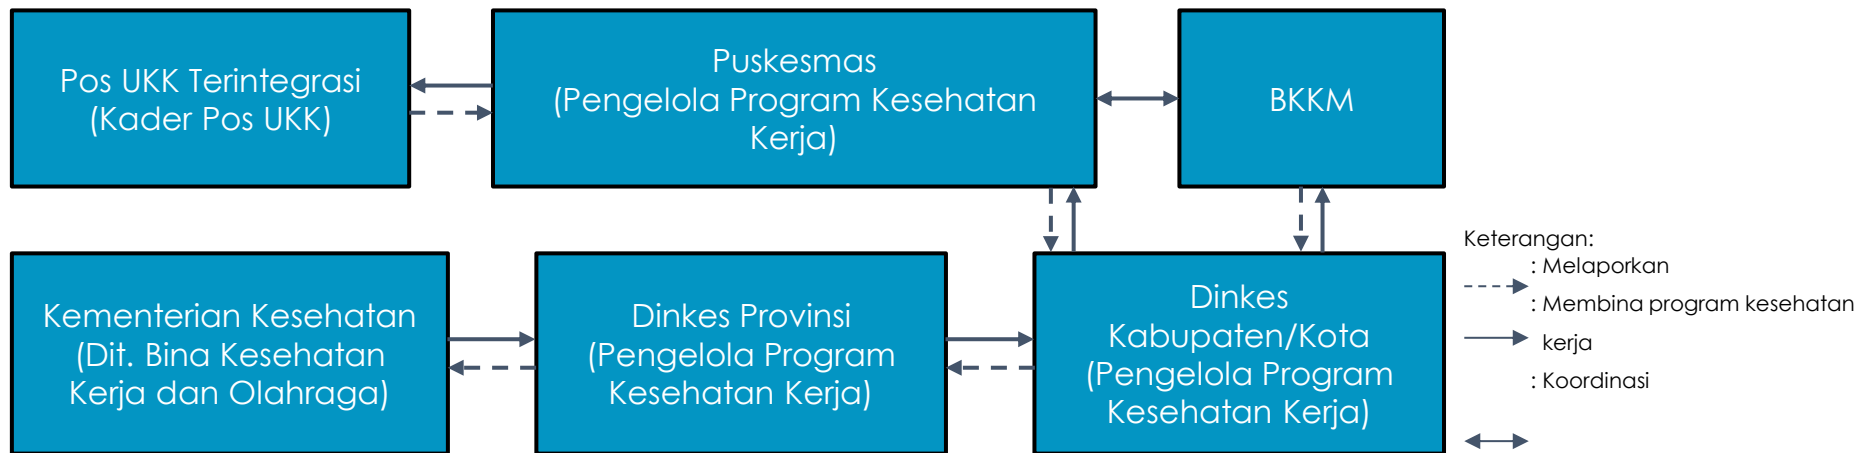 Pos UKK Terintegrasi
(Kader Pos UKK)
Puskesmas
(Pengelola Program Kesehatan
Kerja)
BKKM
Kementerian Kesehatan
(Dit. Bina Kesehatan
Kerja dan Olahraga)
Dinkes Provinsi
(Pengelola Program
Kesehatan Kerja)
Dinkes
Kabupaten/Kota
(Pengelola Program
Kesehatan Kerja)
Keterangan:
: Melaporkan
: Membina program kesehatan
kerja
: Koordinasi